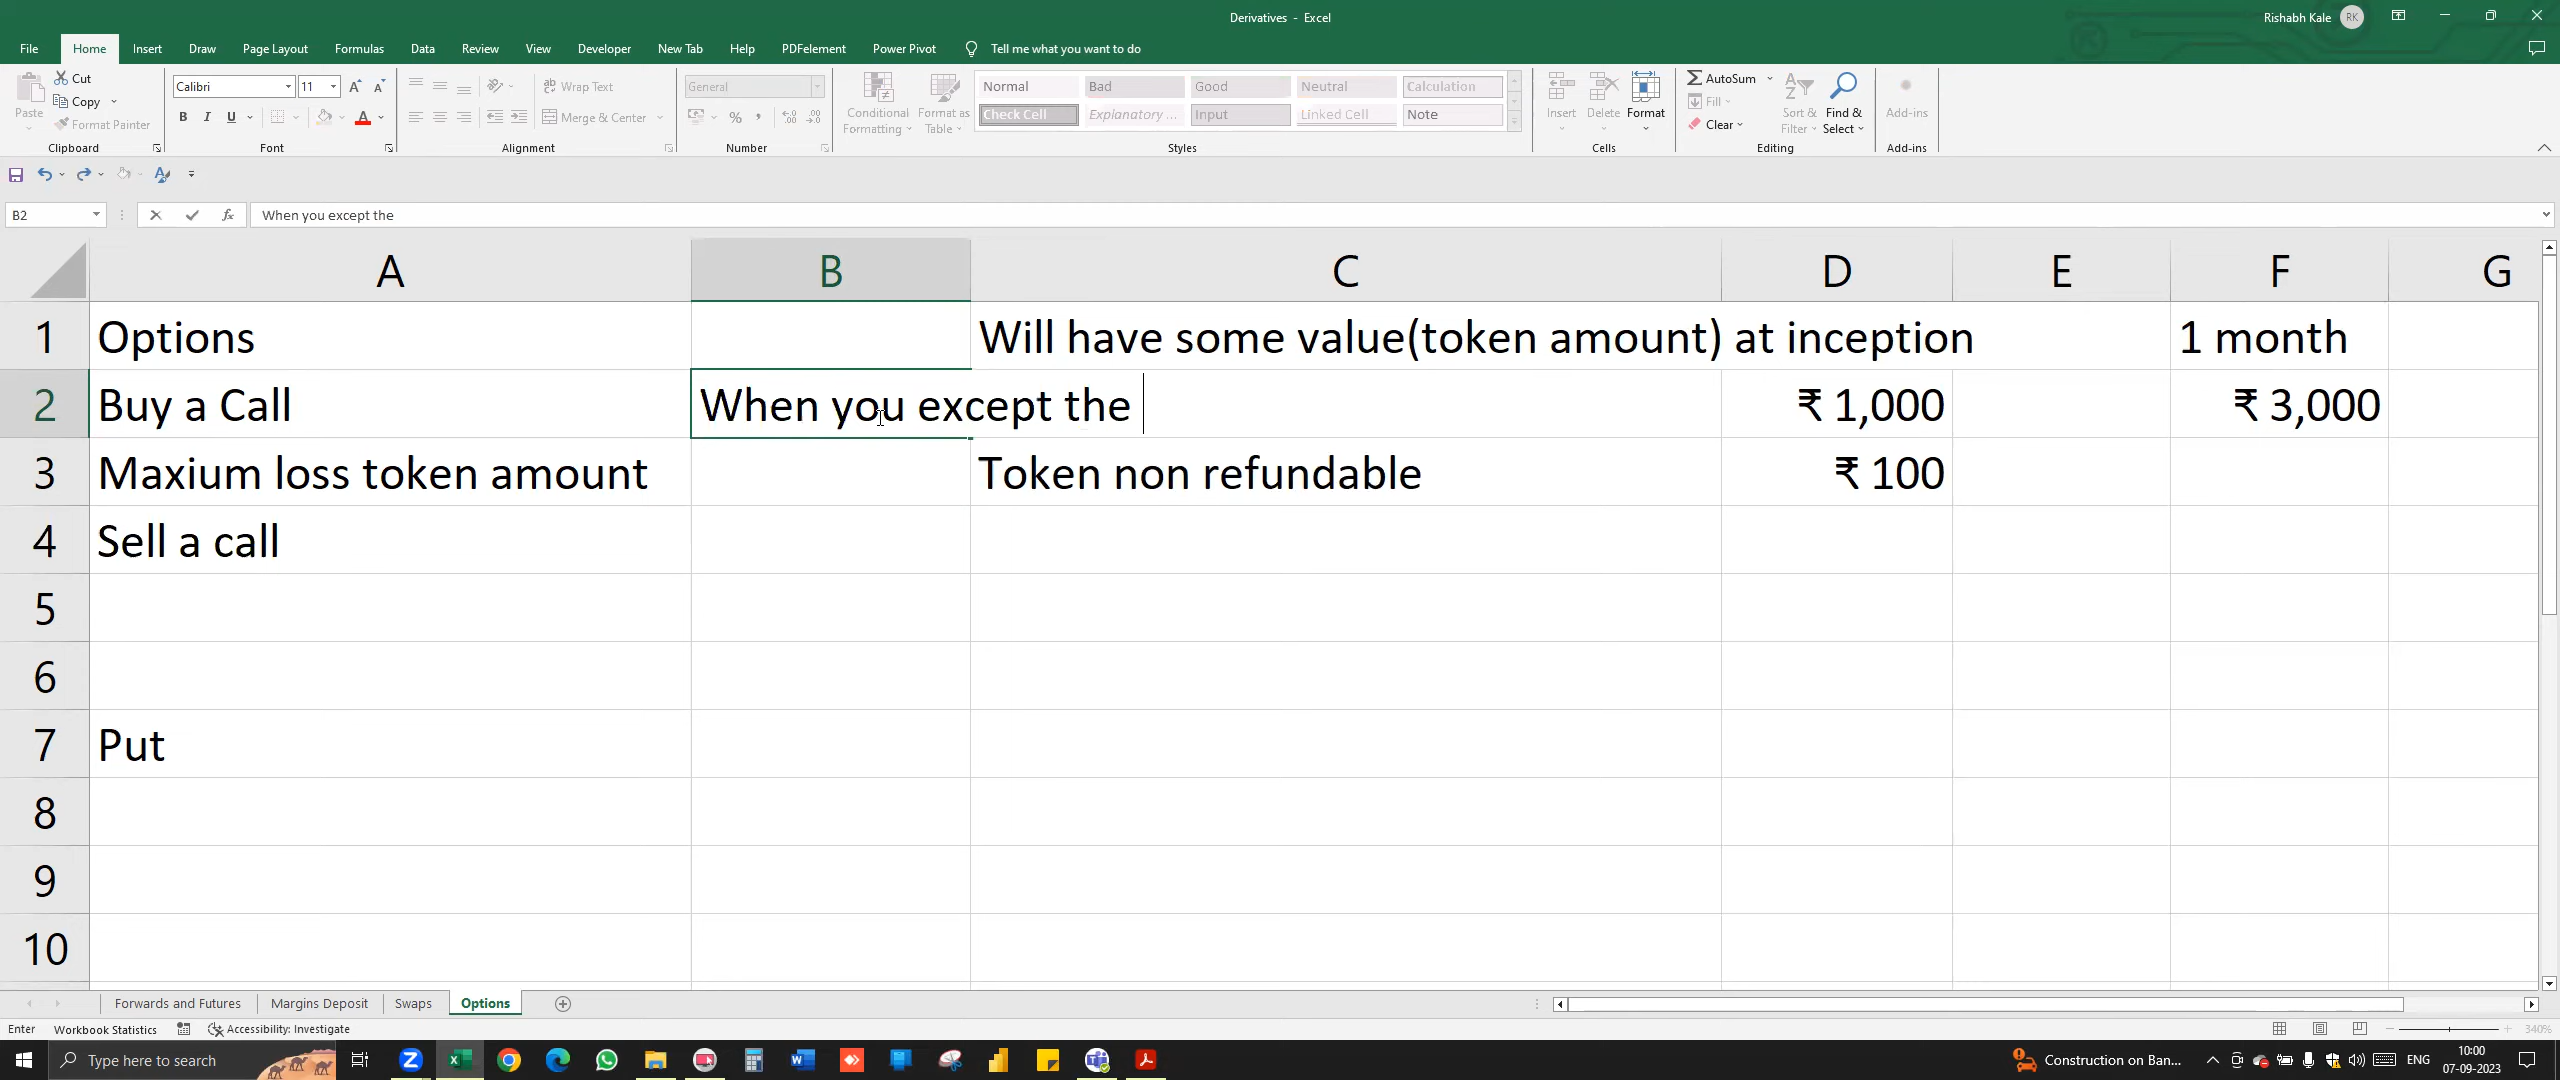 Derivatives - Excel
Rishabh Kale
RK
File Home Insert Draw Page Layout Formulas Data Review View Developer New Tab Help PDFelement Power Pivot Tell me what you want to do
Paste
Cut
Copy
Format Painter
Clipboard
Calibri 11
B I U
Font
Wrap Text
Merge & Center
Alignment
General
Number
Conditional Formatting
Format as Table
Normal Bad Good Neutral Calculation
Check Cell Explanatory ... Input Linked Cell Note
Styles
Insert Delete Format
Cells
AutoSum
Fill
Clear
Sort & Filter
Find & Select
Editing
Add-ins
Add-ins
B2 fx When you except the
A B C D E F G
1 Options Will have some value(token amount) at inception 1 month
2 Buy a Call When you except the ₹ 1,000 ₹ 3,000
3 Maxium loss token amount Token non refundable ₹ 100
4 Sell a call
5
6
7 Put
8
9
10
Forwards and Futures Margins Deposit Swaps Options
Enter Workbook Statistics Accessibility: Investigate 340%
Type here to search
Construction on Ban...
ENG
10:00
07-09-2023